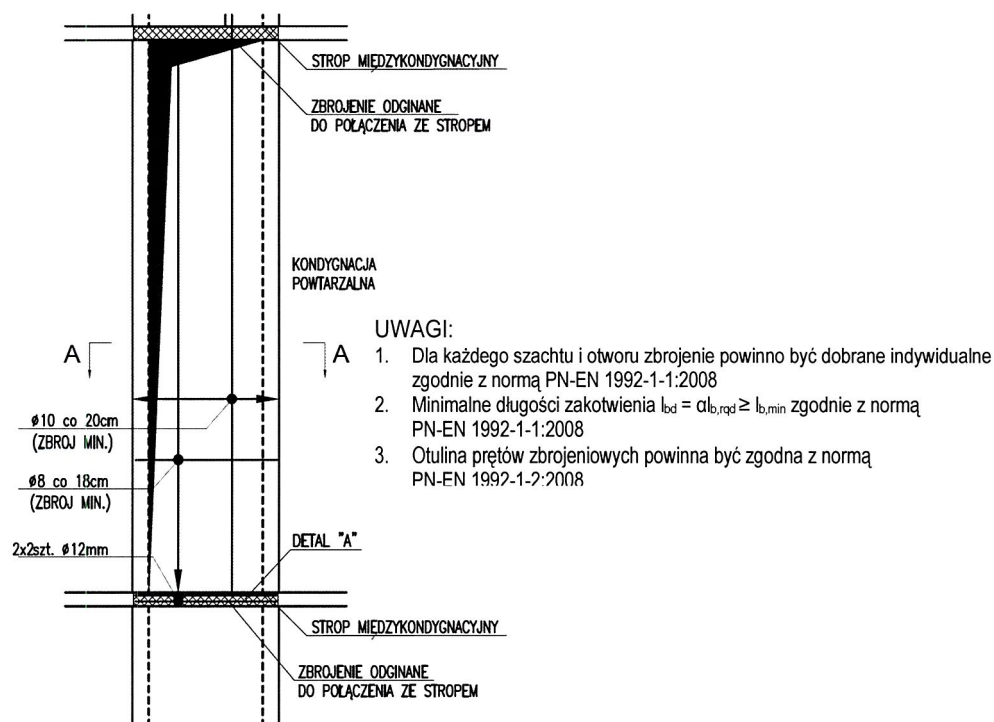 STROP MIĘDZYKONDYGNACYJNY
ZBROJENIE ODGINANE
DO POŁĄCZENIA ZE STROPEM
KONDYGNACJA
POWTARZALNA
A
A
UWAGI:
1. Dla każdego szachtu i otworu zbrojenie powinno być dobrane indywidualne
zgodnie z normą PN-EN 1992-1-1:2008
2. Minimalne długości zakotwienia lbd = αlb,rqd ≥ lb,min zgodnie z normą
PN-EN 1992-1-1:2008
3. Otulina prętów zbrojeniowych powinna być zgodna z normą
PN-EN 1992-1-2:2008
ø10 co 20cm
(ZBROJ MIN.)
ø8 co 18cm
(ZBROJ MIN.)
2x2szt. ø12mm
DETAL "A"
STROP MIĘDZYKONDYGNACYJNY
ZBROJENIE ODGINANE
DO POŁĄCZENIA ZE STROPEM